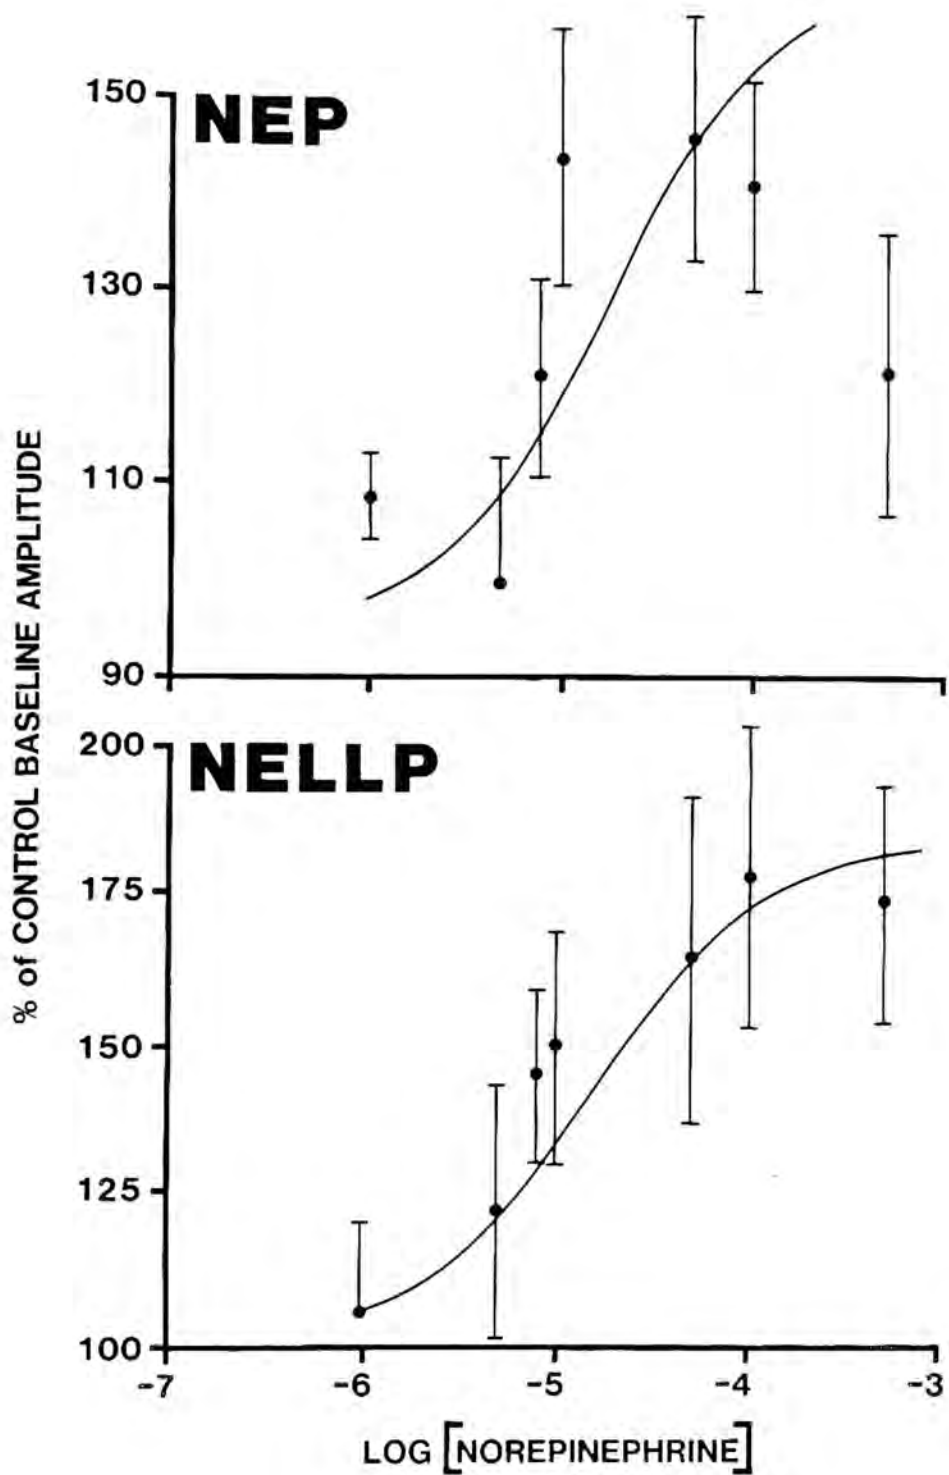 150
NEP
130
110
90
% of CONTROL BASELINE AMPLITUDE
200
NELLP
175
150
125
100
-7 -6 -5 -4 -3
LOG [NOREPINEPHRINE]